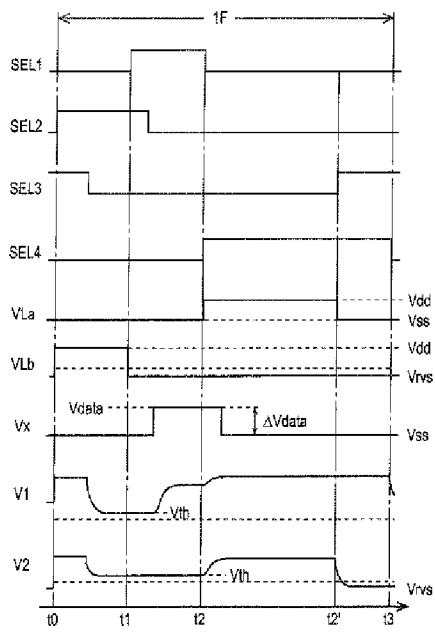 1F
SEL1
SEL2
SEL3
SEL4
Vdd
VLa
Vss
VLb
Vdd
Vrvs
Vdata
ΔVdata
Vx
Vss
V1
Vth
V2
Vth
Vrvs
t0 t1 t2 t2' t3